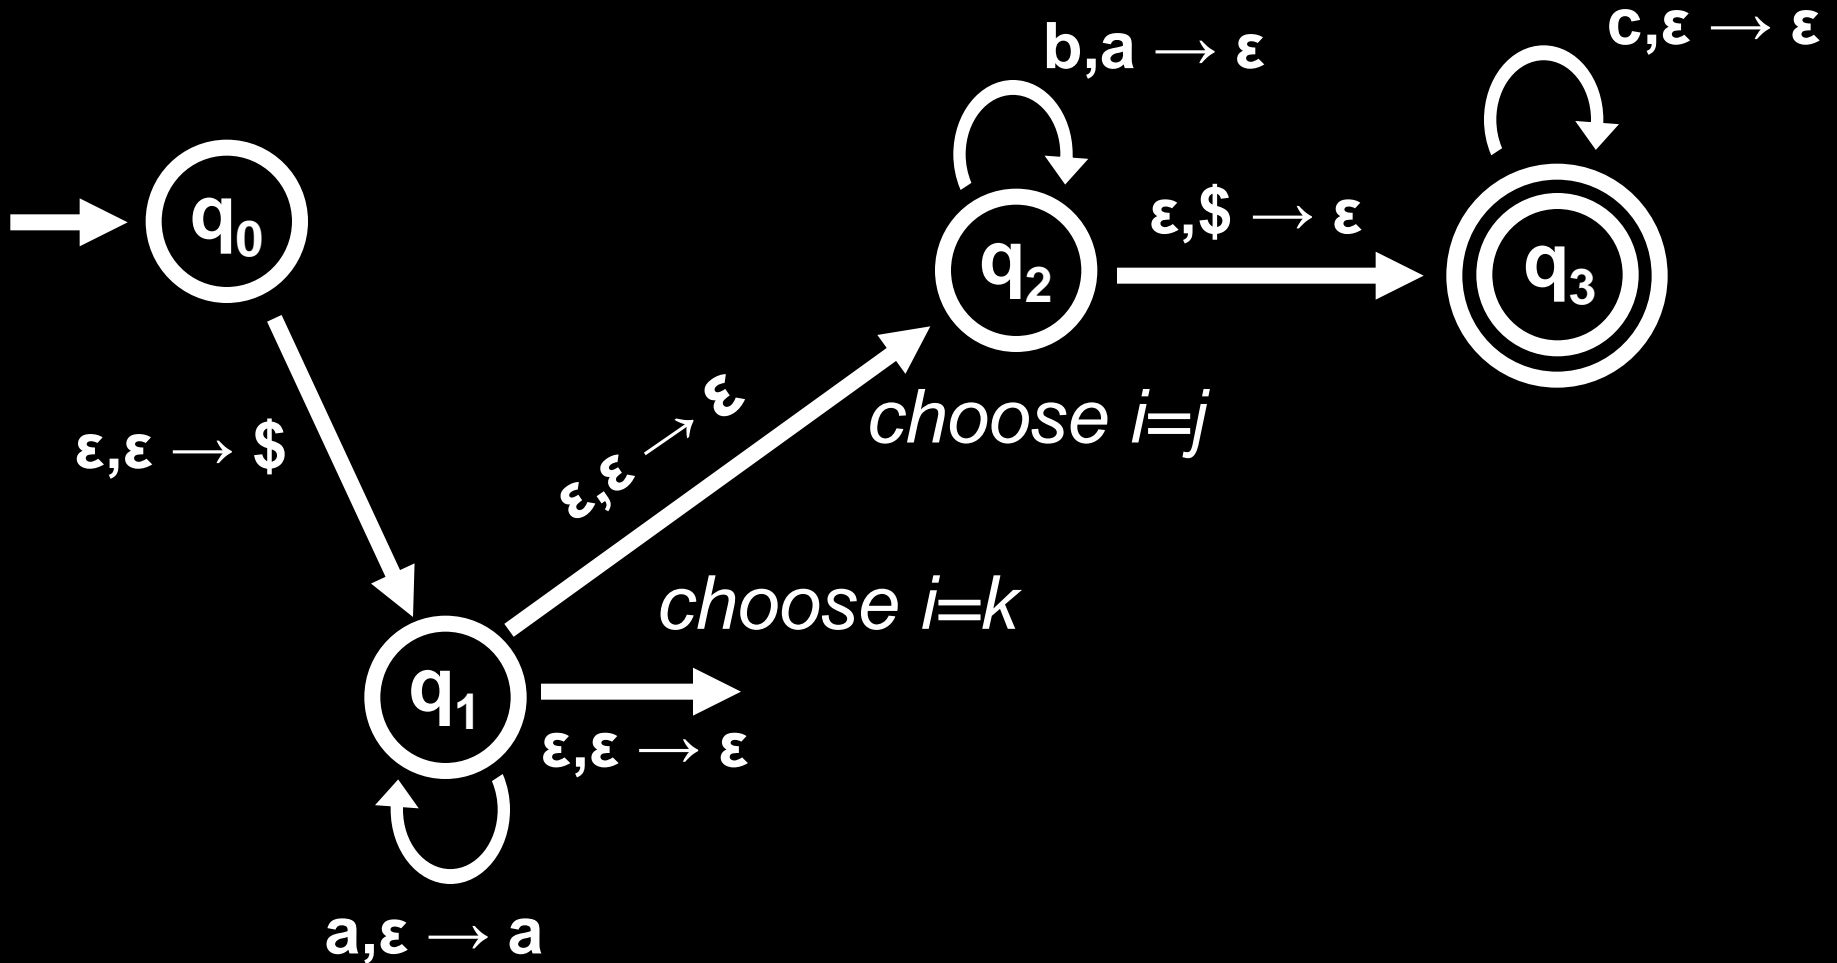 c,ε → ε
b,a → ε
q₀
ε,$ → ε
q₂
q₃
choose i=j
ε,ε → ε
ε,ε → $
choose i=k
q₁
ε,ε → ε
a,ε → a